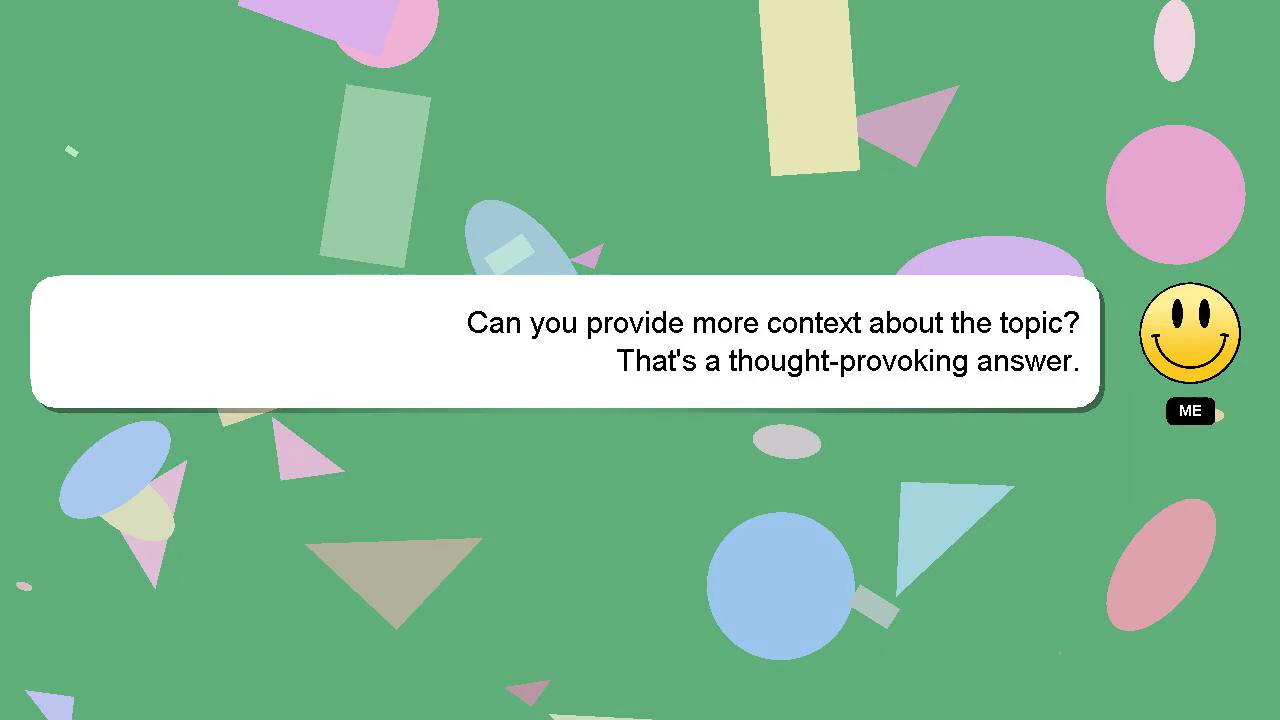 Can you provide more context about the topic?
That's a thought-provoking answer.
ME